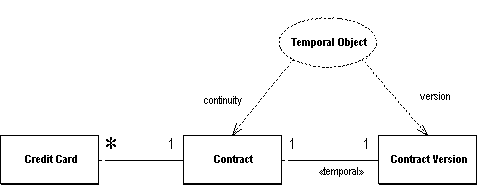 Temporal Object
continuity
version
* 1 1 1
Credit Card
Contract
Contract Version
«temporal»